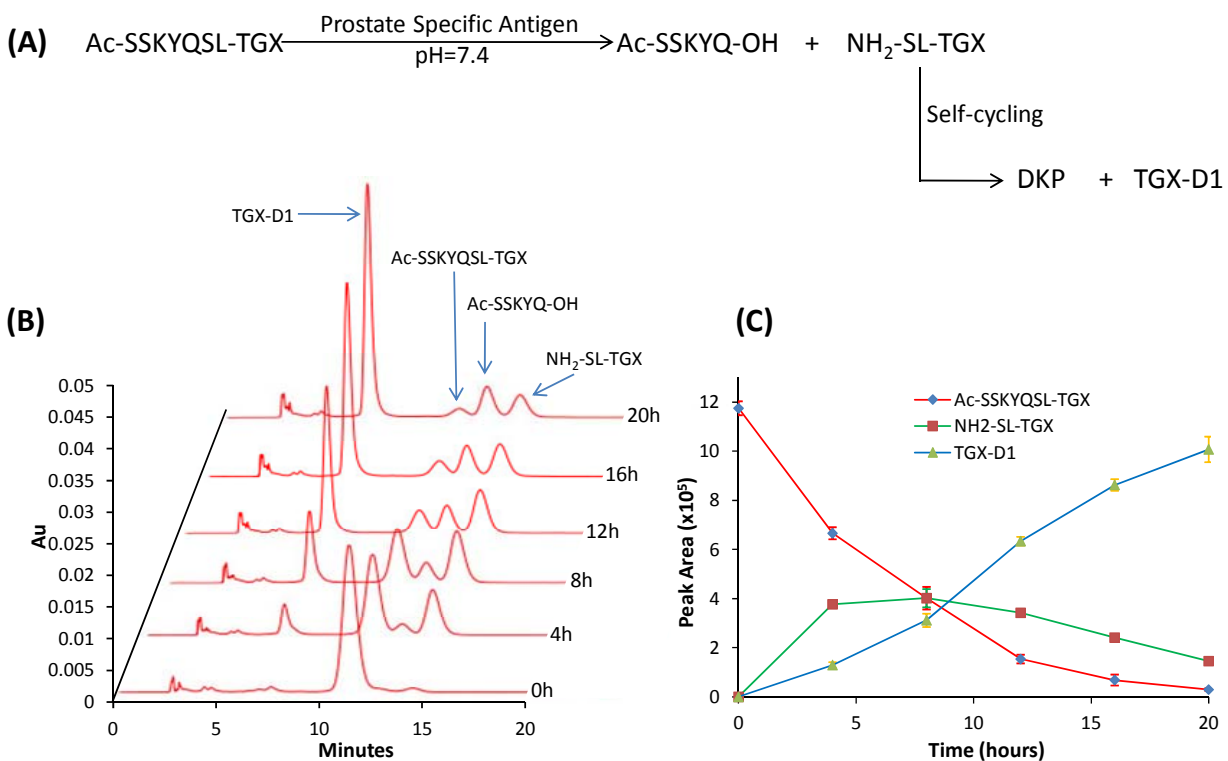 (A)
Ac-SSKYQSL-TGX
Prostate Specific Antigen
pH=7.4
Ac-SSKYQ-OH + NH₂-SL-TGX
Self-cycling
DKP + TGX-D1
(B)
TGX-D1
Ac-SSKYQSL-TGX
Ac-SSKYQ-OH
NH₂-SL-TGX
0.05
0.045
0.04
0.035
0.03
0.025
0.02
0.015
0.01
0.005
0
Au
20h
16h
12h
8h
4h
0h
0 5 10 15 20
Minutes
(C)
Ac-SSKYQSL-TGX
NH2-SL-TGX
TGX-D1
12
10
8
6
4
2
0
Peak Area (x10⁵)
0 5 10 15 20
Time (hours)